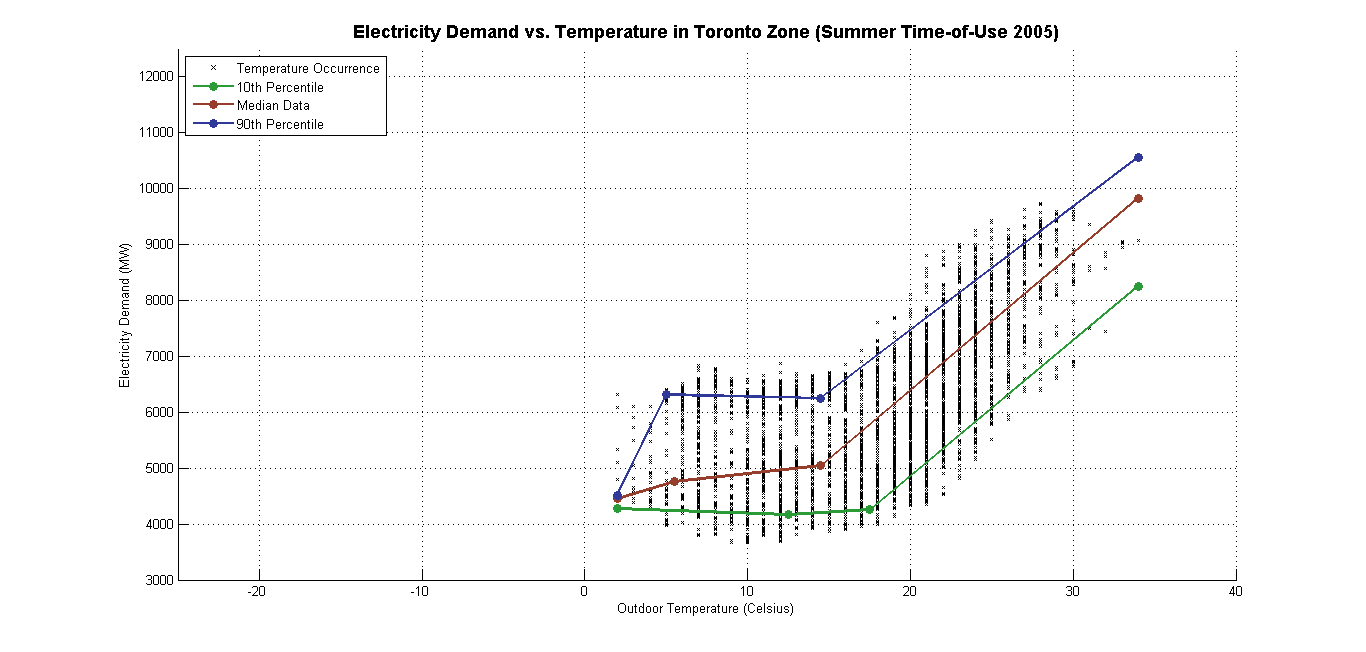 Electricity Demand vs. Temperature in Toronto Zone (Summer Time-of-Use 2005)
Temperature Occurrence
10th Percentile
Median Data
90th Percentile
12000
11000
10000
9000
8000
7000
6000
5000
4000
3000
Electricity Demand (MW)
-20 -10 0 10 20 30 40
Outdoor Temperature (Celsius)